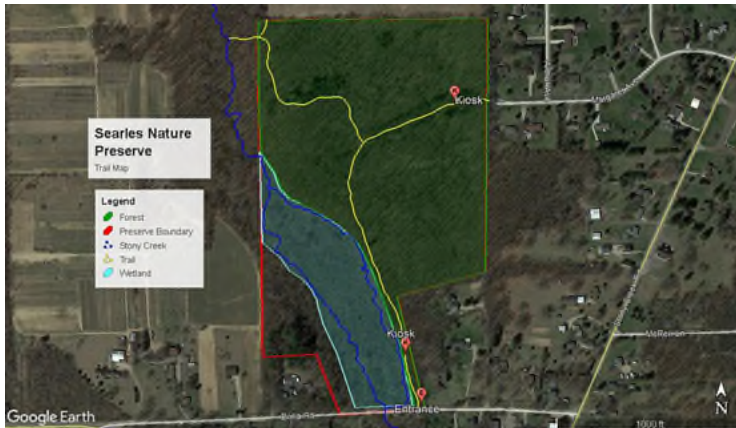 Searles Nature
Preserve
Trail Map
Legend
Forest
Preserve Boundary
Stony Creek
Trail
Wetland
Kiosk
Kiosk
Entrance
Google Earth
1000 ft
N